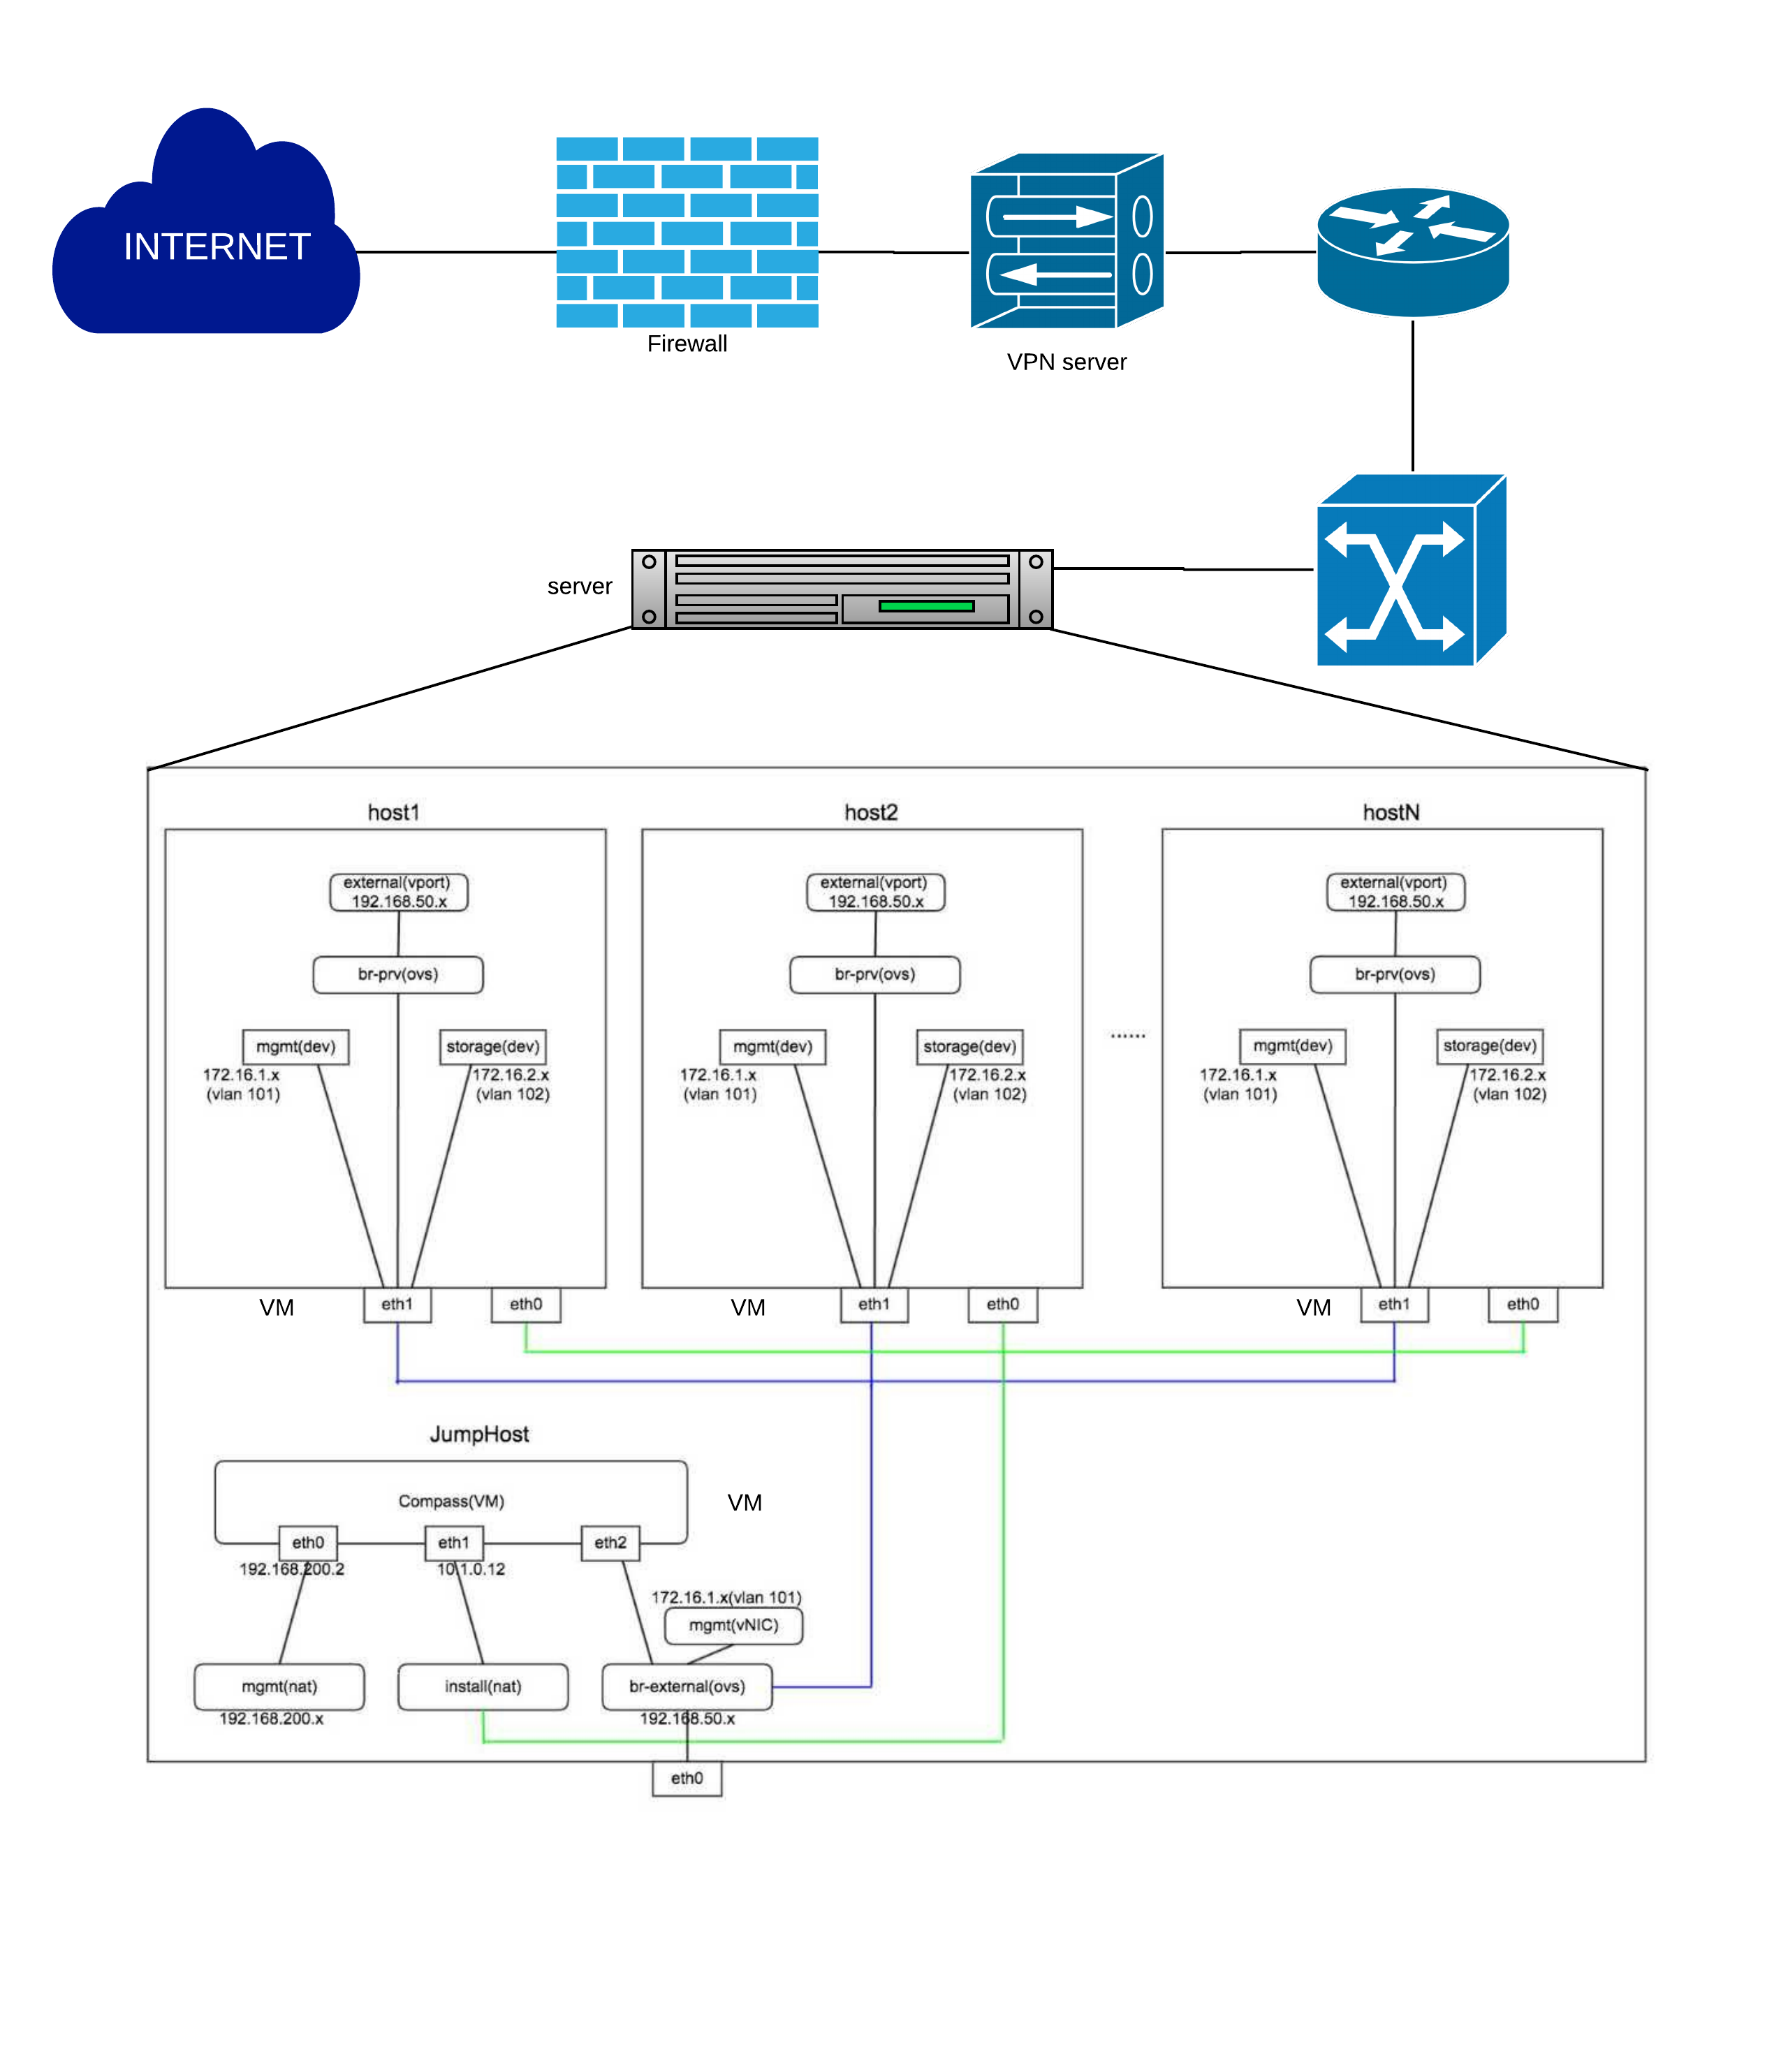 INTERNET
Firewall
VPN server
server
host1
host2
hostN
external(vport)
192.168.50.x
external(vport)
192.168.50.x
external(vport)
192.168.50.x
br-prv(ovs)
br-prv(ovs)
br-prv(ovs)
mgmt(dev)
storage(dev)
mgmt(dev)
storage(dev)
......
mgmt(dev)
storage(dev)
172.16.1.x
(vlan 101)
172.16.2.x
(vlan 102)
172.16.1.x
(vlan 101)
172.16.2.x
(vlan 102)
172.16.1.x
(vlan 101)
172.16.2.x
(vlan 102)
VM
eth1
eth0
VM
eth1
eth0
VM
eth1
eth0
JumpHost
Compass(VM)
VM
eth0
eth1
eth2
192.168.200.2
10.1.0.12
172.16.1.x(vlan 101)
mgmt(vNIC)
mgmt(nat)
install(nat)
br-external(ovs)
192.168.200.x
192.168.50.x
eth0